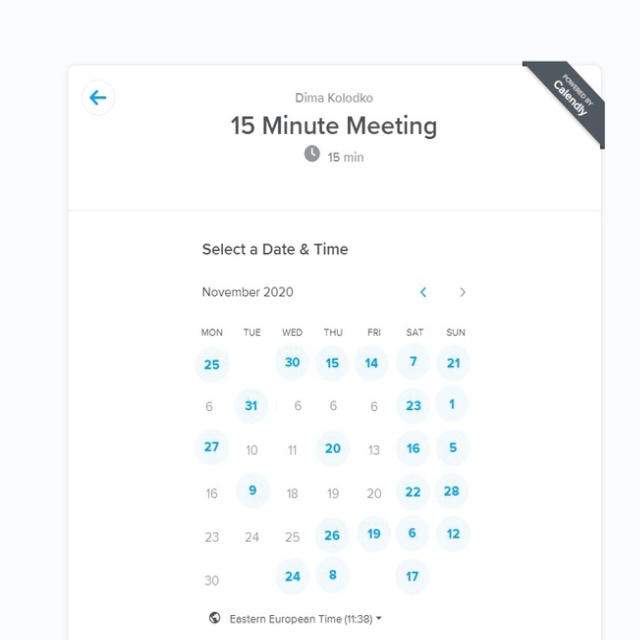 POWERED BY
Calendly
Dima Kolodko
15 Minute Meeting
15 min
Select a Date & Time
November 2020
MON TUE WED THU FRI SAT SUN
25 30 15 14 7 21
6 31 6 6 6 23 1
27 10 11 20 13 16 5
16 9 18 19 20 22 28
23 24 25 26 19 6 12
30 24 8 17
Eastern European Time (11:38)